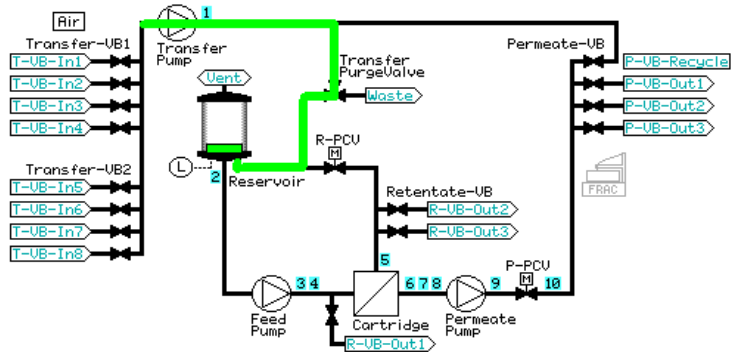 Air
1
Transfer-VB1
Transfer
Pump
Permeate-VB
T-VB-In1
T-VB-In2
T-VB-In3
T-VB-In4
Vent
Transfer
PurgeValve
Waste
P-VB-Recycle
P-VB-Out1
P-VB-Out2
P-VB-Out3
R-PCV
M
Transfer-VB2
L
2
Reservoir
FRAC
T-VB-In5
T-VB-In6
T-VB-In7
T-VB-In8
Retentate-VB
R-VB-Out2
R-VB-Out3
5
P-PCV
M
3 4
6 7 8
9
10
Feed
Pump
Cartridge
Permeate
Pump
R-VB-Out1